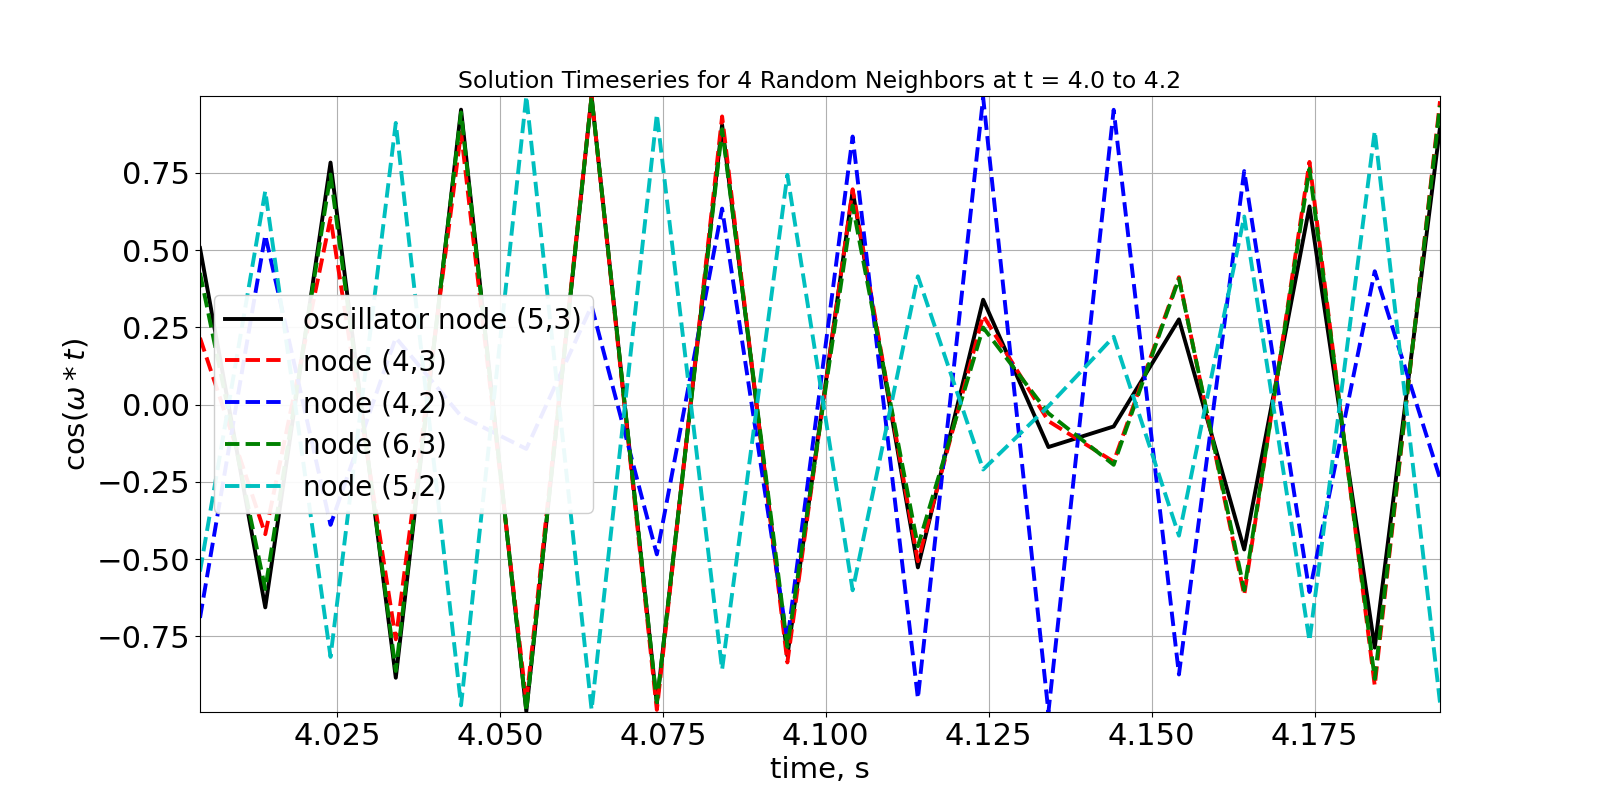 Solution Timeseries for 4 Random Neighbors at t = 4.0 to 4.2
0.75
0.50
0.25
0.00
−0.25
−0.50
−0.75
cos(ω * t)
oscillator node (5,3)
node (4,3)
node (4,2)
node (6,3)
node (5,2)
4.025 4.050 4.075 4.100 4.125 4.150 4.175
time, s